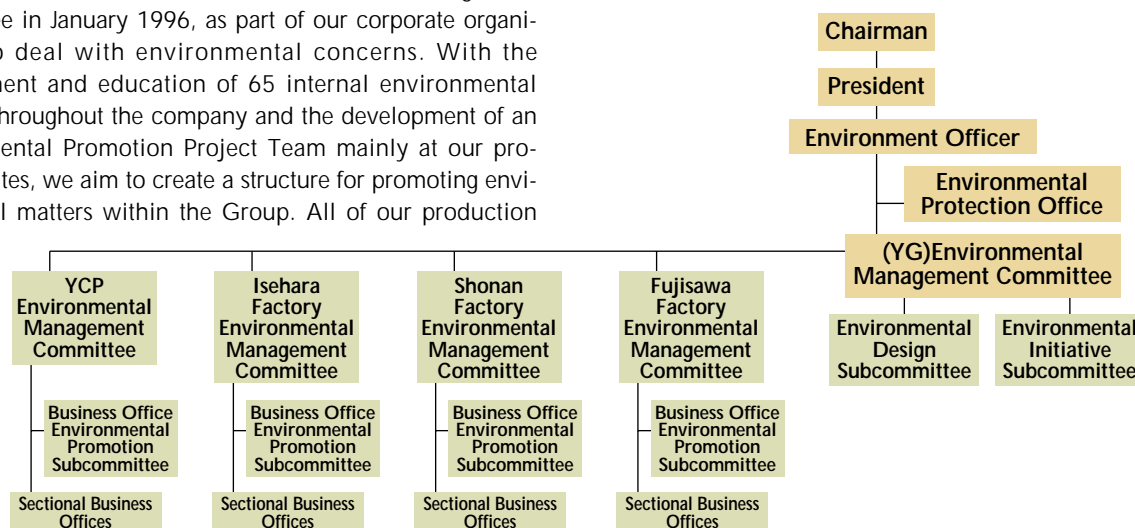 ee in January 1996, as part of our corporate organi-
o deal with environmental concerns. With the
ment and education of 65 internal environmental
throughout the company and the development of an
mental Promotion Project Team mainly at our pro-
ites, we aim to create a structure for promoting envi-
l matters within the Group. All of our production
Chairman
President
Environment Officer
Environmental
Protection Office
(YG)Environmental
Management Committee
Environmental
Design
Subcommittee
Environmental
Initiative
Subcommittee
YCP
Environmental
Management
Committee
Business Office
Environmental
Promotion
Subcommittee
Sectional Business
Offices
Isehara
Factory
Environmental
Management
Committee
Business Office
Environmental
Promotion
Subcommittee
Sectional Business
Offices
Shonan
Factory
Environmental
Management
Committee
Business Office
Environmental
Promotion
Subcommittee
Sectional Business
Offices
Fujisawa
Factory
Environmental
Management
Committee
Business Office
Environmental
Promotion
Subcommittee
Sectional Business
Offices